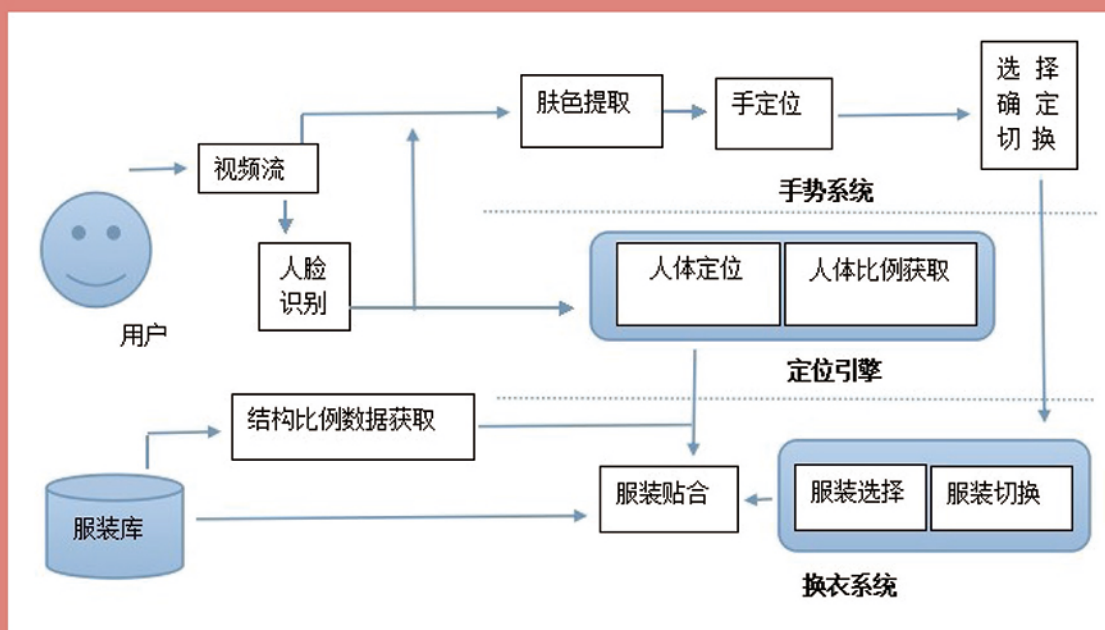 肤色提取
手定位
选 择
确 定
切 换
视频流
手势系统
人脸
识别
人体定位
人体比例获取
用户
定位引擎
结构比例数据获取
服装库
服装贴合
服装选择
服装切换
换衣系统